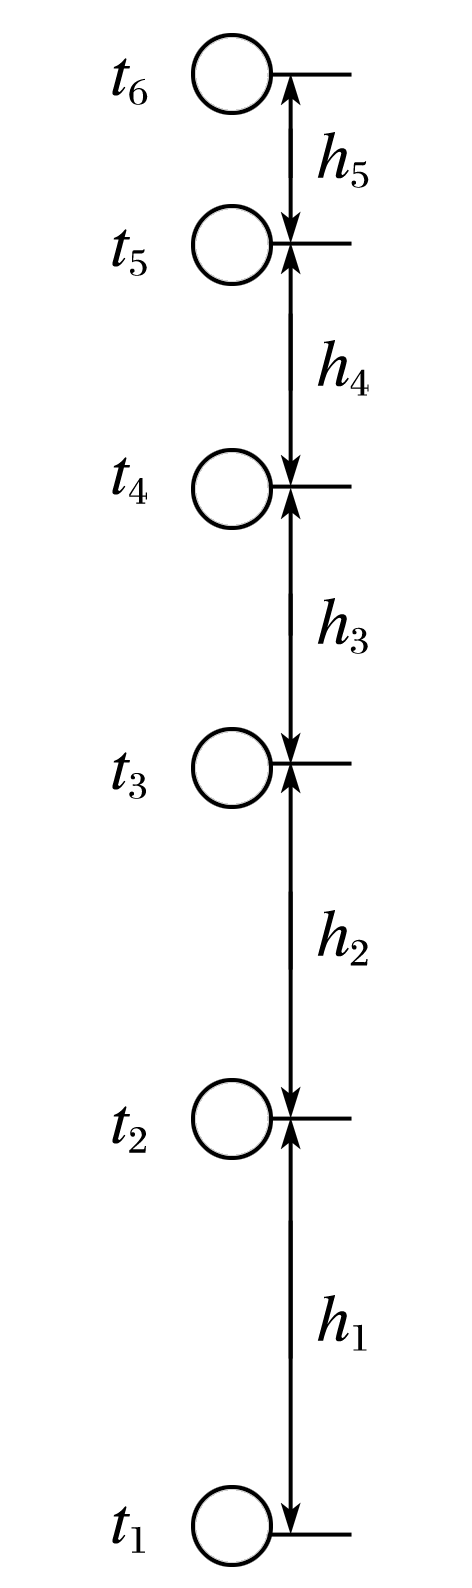 t₆
h₅
t₅
h₄
t₄
h₃
t₃
h₂
t₂
h₁
t₁